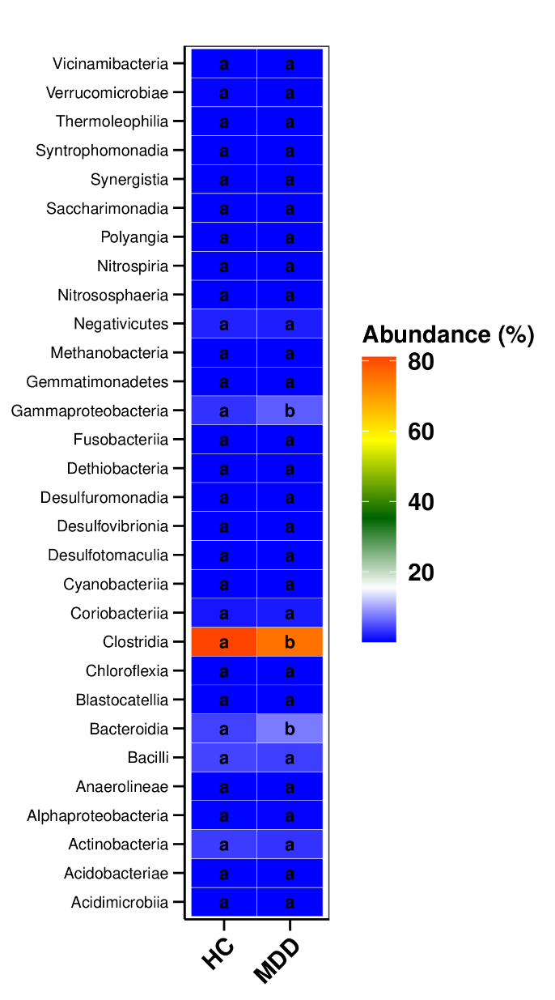 Vicinamibacteria a a
Verrucomicrobiae a a
Thermoleophilia a a
Syntrophomonadia a a
Synergistia a a
Saccharimonadia a a
Polyangia a a
Nitrospiria a a
Nitrososphaeria a a
Negativicutes a a
Abundance (%)
Methanobacteria a a
80
Gemmatimonadetes a a
Gammaproteobacteria a b
60
Fusobacteriia a a
Dethiobacteria a a
Desulfuromonadia a a
40
Desulfovibrionia a a
Desulfotomaculia a a
20
Cyanobacteriia a a
Coriobacteriia a a
Clostridia a b
Chloroflexia a a
Blastocatellia a a
Bacteroidia a b
Bacilli a a
Anaerolineae a a
Alphaproteobacteria a a
Actinobacteria a a
Acidobacteriae a a
Acidimicrobiia a a
HC MDD